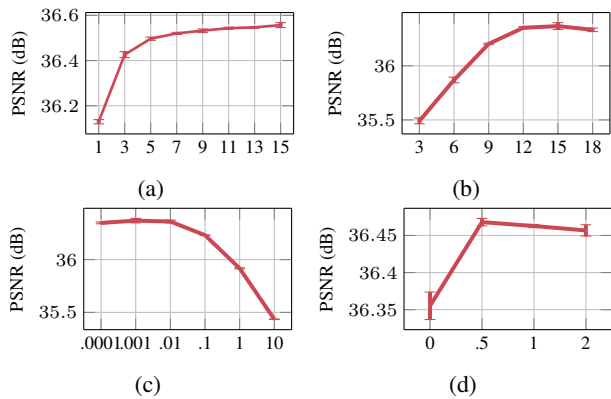 PSNR (dB)
36.6
36.4
36.2
1 3 5 7 9 11 13 15
(a)
PSNR (dB)
36
35.5
3 6 9 12 15 18
(b)
PSNR (dB)
36
35.5
.0001 .001 .01 .1 1 10
(c)
PSNR (dB)
36.45
36.4
36.35
0 .5 1 2
(d)